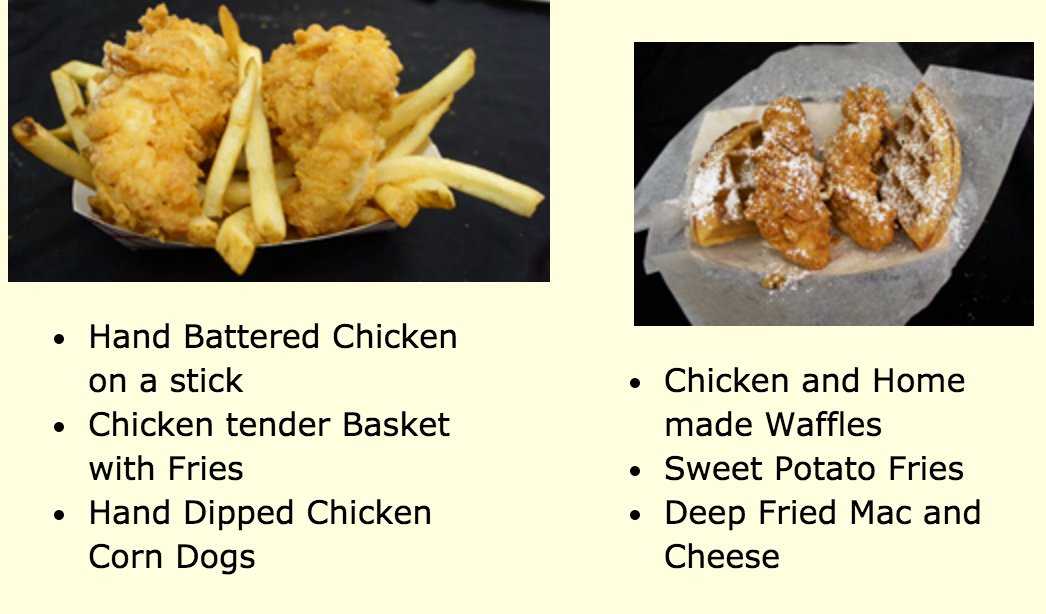 Hand Battered Chicken
on a stick
Chicken tender Basket
with Fries
Hand Dipped Chicken
Corn Dogs
Chicken and Home
made Waffles
Sweet Potato Fries
Deep Fried Mac and
Cheese